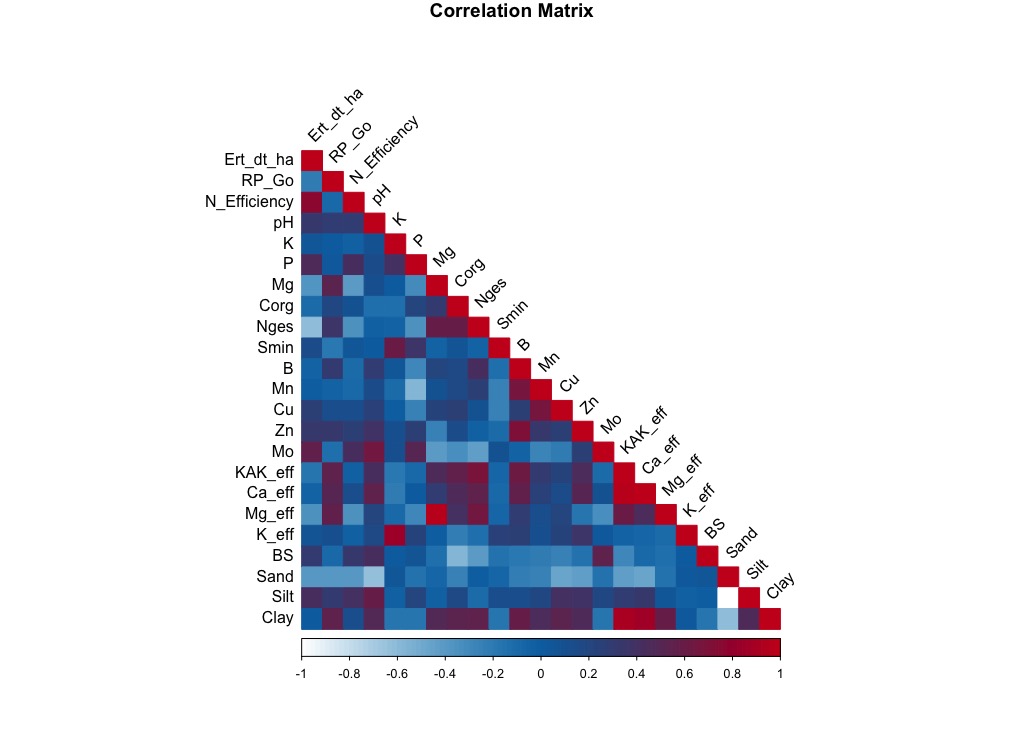 Correlation Matrix
Ert_dt_ha
RP_Go
N_Efficiency
pH
K
P
Mg
Corg
Nges
Smin
B
Mn
Cu
Zn
Mo
KAK_eff
Ca_eff
Mg_eff
K_eff
BS
Sand
Silt
Clay
Ert_dt_ha
RP_Go
N_Efficiency
pH
K
P
Mg
Corg
Nges
Smin
B
Mn
Cu
Zn
Mo
KAK_eff
Ca_eff
Mg_eff
K_eff
BS
Sand
Silt
Clay
-1 -0.8 -0.6 -0.4 -0.2 0 0.2 0.4 0.6 0.8 1